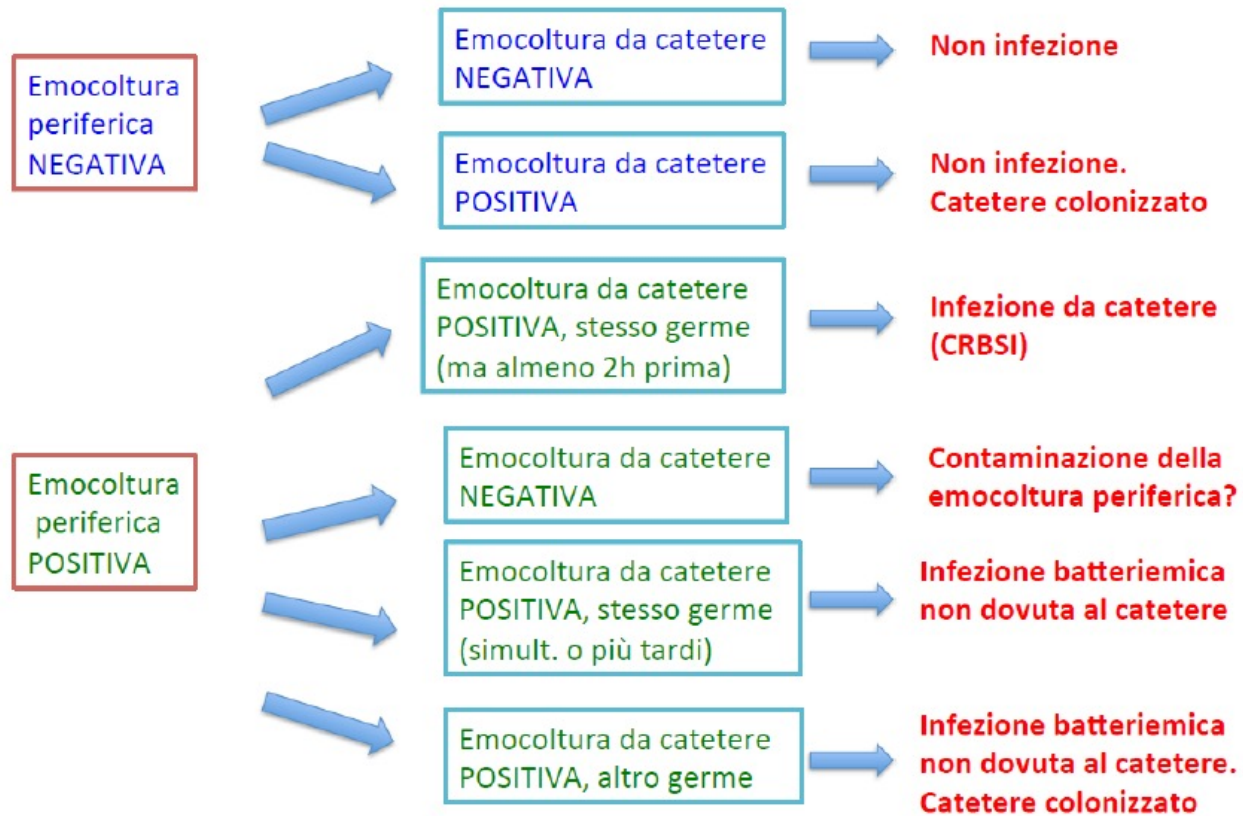 Emocoltura
periferica
NEGATIVA
Emocoltura da catetere
NEGATIVA
Non infezione
Emocoltura da catetere
POSITIVA
Non infezione.
Catetere colonizzato
Emocoltura
periferica
POSITIVA
Emocoltura da catetere
POSITIVA, stesso germe
(ma almeno 2h prima)
Infezione da catetere
(CRBSI)
Emocoltura da catetere
NEGATIVA
Contaminazione della
emocoltura periferica?
Emocoltura da catetere
POSITIVA, stesso germe
(simult. o più tardi)
Infezione batteriemica
non dovuta al catetere
Emocoltura da catetere
POSITIVA, altro germe
Infezione batteriemica
non dovuta al catetere.
Catetere colonizzato